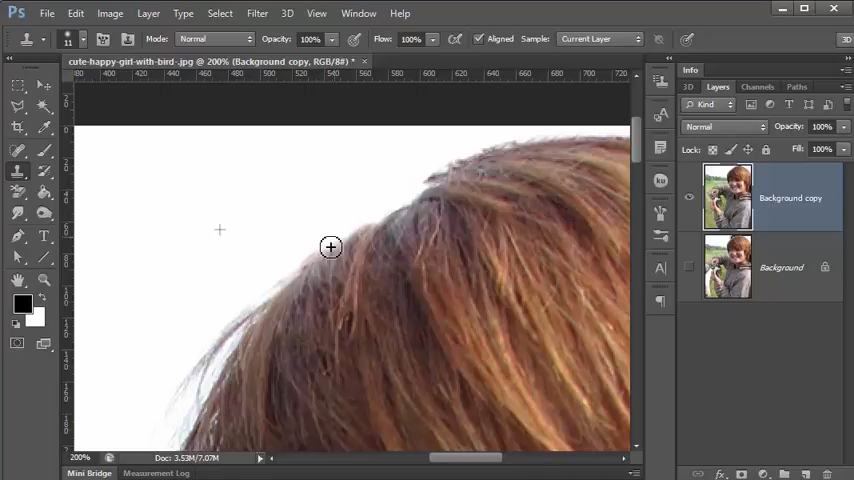 Ps File Edit Image Layer Type Select Filter 3D View Window Help
11 Mode: Normal Opacity: 100% Flow: 100% Aligned Sample: Current Layer 3D
cute-happy-girl-with-bird-.jpg @ 200% (Background copy, RGB/8#) * ×
380 400 420 440 460 480 500 520 540 560 580 600 620 640 660 680 700 720
Info
3D Layers Channels Paths
Kind
Normal Opacity: 100%
Lock: Fill: 100%
Background copy
Background
200% Doc: 3.53M/7.07M
Mini Bridge Measurement Log